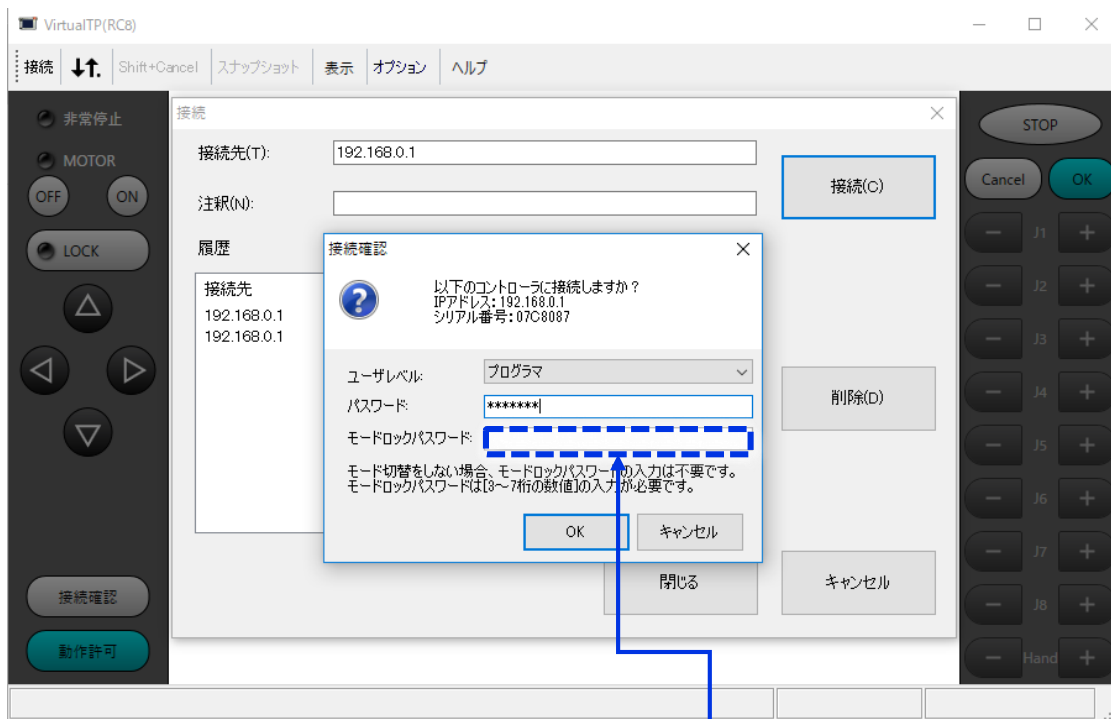 VirtualTP(RC8)
接続 Shift+Cancel スナップショット 表示 オプション ヘルプ
非常停止
MOTOR
OFF ON
LOCK
接続確認
動作許可
接続
接続先(T): 192.168.0.1
接続(C)
注釈(N):
履歴
接続先
192.168.0.1
192.168.0.1
削除(D)
閉じる
キャンセル
接続確認
以下のコントローラに接続しますか?
IPアドレス:192.168.0.1
シリアル番号:07C8087
ユーザレベル: プログラマ
パスワード: *******
モードロックパスワード:
モード切替をしない場合、モードロックパスワードの入力は不要です。
モードロックパスワードは[3~7桁の数値]の入力が必要です。
OK キャンセル
STOP
Cancel OK
- J1 +
- J2 +
- J3 +
- J4 +
- J5 +
- J6 +
- J7 +
- J8 +
- Hand +